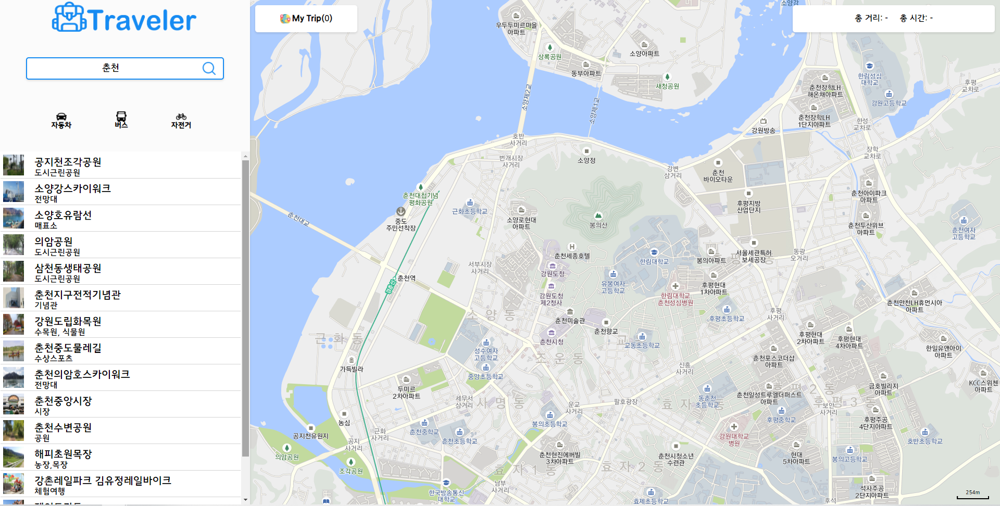 Traveler
춘천
자동차
버스
자전거
공지천조각공원
도시근린공원
소양강스카이워크
전망대
소양호유람선
매표소
의암공원
도시근린공원
삼천동생태공원
도시근린공원
춘천지구전적기념관
기념관
강원도립화목원
수목원, 식물원
춘천중도물레길
수상스포츠
춘천의암호스카이워크
전망대
춘천중앙시장
시장
춘천수변공원
공원
해피초원목장
농장,목장
강촌레일파크 김유정레일바이크
체험여행
My Trip(0)
총 거리: - 총 시간: -
소양강
우두두미르마을
아파트
상록공원
소양아파트
동부아파트
새청공원
한림성심
대학교
후평
교차로
춘천장학LH
해온채아파트
강원고등학교
소양제2교
소양제1교
춘천장학LH
1단지아파트
한성
교차로
강원방송
호반
사거리
장학
교차로
번개시장
사거리
소양정
강변
삼거리
춘천
바이오타운
춘천대첩기념
평화공원
근화초등학교
춘천아이파크
아파트
후평지방
산업단지
중도
주민선착장
춘천대교
소양로현대
아파트
봉의산
춘천두산위브
아파트
춘천여자
고등학교
춘천세종호텔
한림대학교
봉의아파트
서울세관특허
보세공장
동광
오거리
서부시장
사거리
강원도청
춘천역
경춘선
유봉여자
고등학교
후평현대
1차아파트
강원도청
제2청사
한림대학교
춘천성심병원
춘천만천LH휴먼시아
아파트
소양동
춘천미술관
춘천향교
후평초등학교
후평
사거리
근화동
춘천시청
교
교동초등학교
후평현대
2차아파트
후평현대
4차아파트
성수여자
고등학교
조운동
춘천포스코더샵
아파트
한일유앤아이
아파트
가득빌라
중앙초등학교
신흥
사거리
두미르
2차아파트
세무서
삼거리
사명동
운교
사거리
팔호광장
효자
동
동춘천
초등학교
춘천일성트루엘더퍼스트
아파트
후평2동
후평3동
보안
사거리
금호빌리지
아파트
KCC스위첸
아파트
농심
봉의초등학교
후평중학교
후평주공
4단지아파트
공지천유원지
춘천중학교
근화
사거리
춘천초등학교
강원대학교
병원
호반초등학교
공지
사거리
의암공원
춘천현진에버빌
3차아파트
춘천시청소년
수련관
현대
5차아파트
봉의고등학교
조각공원
효자1동
효자2동
남부
사거리
한국방송통신
대학교
효제초등학교
석사주공
2단지아파트
후석
254m